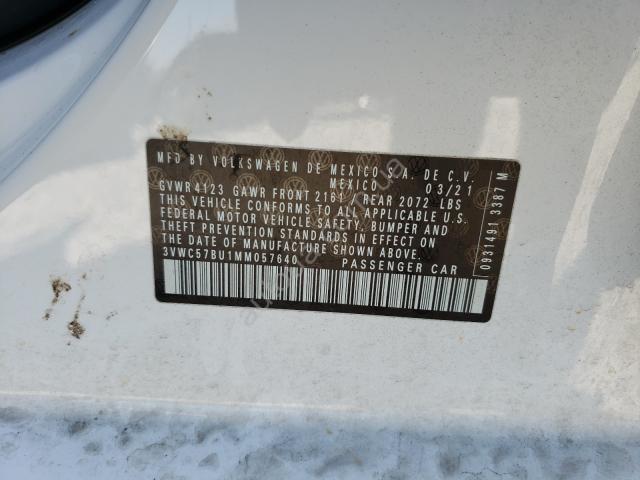 MFD BY VOLKSWAGEN DE MEXICO S.A. DE C.V.
MEXICO 03/21
GVWR 4123 GAWR FRONT 2161 REAR 2072 LBS
THIS VEHICLE CONFORMS TO ALL APPLICABLE U.S.
FEDERAL MOTOR VEHICLE SAFETY, BUMPER AND
THEFT PREVENTION STANDARDS IN EFFECT ON
THE DATE OF MANUFACTURE SHOWN ABOVE.
3VWC57BU1MM057640 PASSENGER CAR
0931491 3387 M